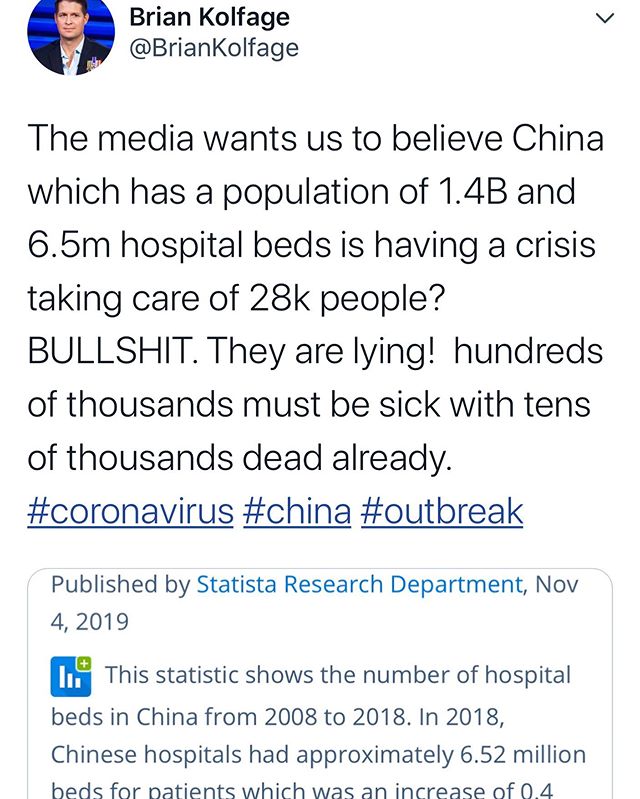 Brian Kolfage
@BrianKolfage
The media wants us to believe China
which has a population of 1.4B and
6.5m hospital beds is having a crisis
taking care of 28k people?
BULLSHIT. They are lying!  hundreds
of thousands must be sick with tens
of thousands dead already.
#coronavirus #china #outbreak
Published by Statista Research Department, Nov
4, 2019
This statistic shows the number of hospital
beds in China from 2008 to 2018. In 2018,
Chinese hospitals had approximately 6.52 million
beds for patients which was an increase of 0.4